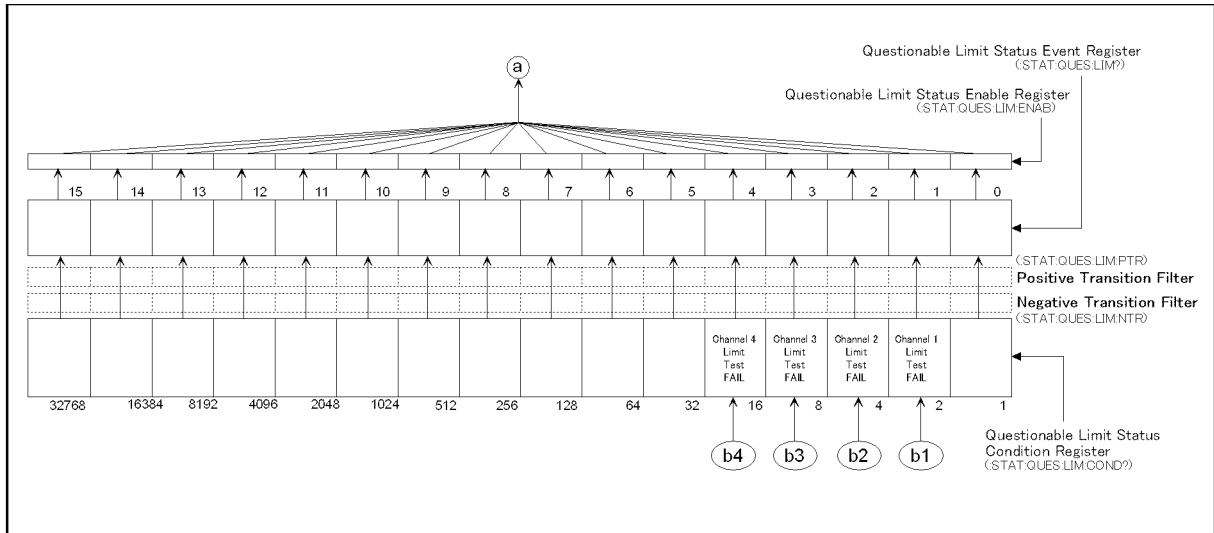 Questionable Limit Status Event Register
(:STAT:QUES:LIM?)
a
Questionable Limit Status Enable Register
(:STAT:QUES:LIM:ENAB)
15 14 13 12 11 10 9 8 7 6 5 4 3 2 1 0
(:STAT:QUES:LIM:PTR)
Positive Transition Filter
Negative Transition Filter
(:STAT:QUES:LIM:NTR)
Channel 4
Limit
Test
FAIL
Channel 3
Limit
Test
FAIL
Channel 2
Limit
Test
FAIL
Channel 1
Limit
Test
FAIL
32768 16384 8192 4096 2048 1024 512 256 128 64 32 16 8 4 2 1
b4 b3 b2 b1
Questionable Limit Status
Condition Register
(:STAT:QUES:LIM:COND?)